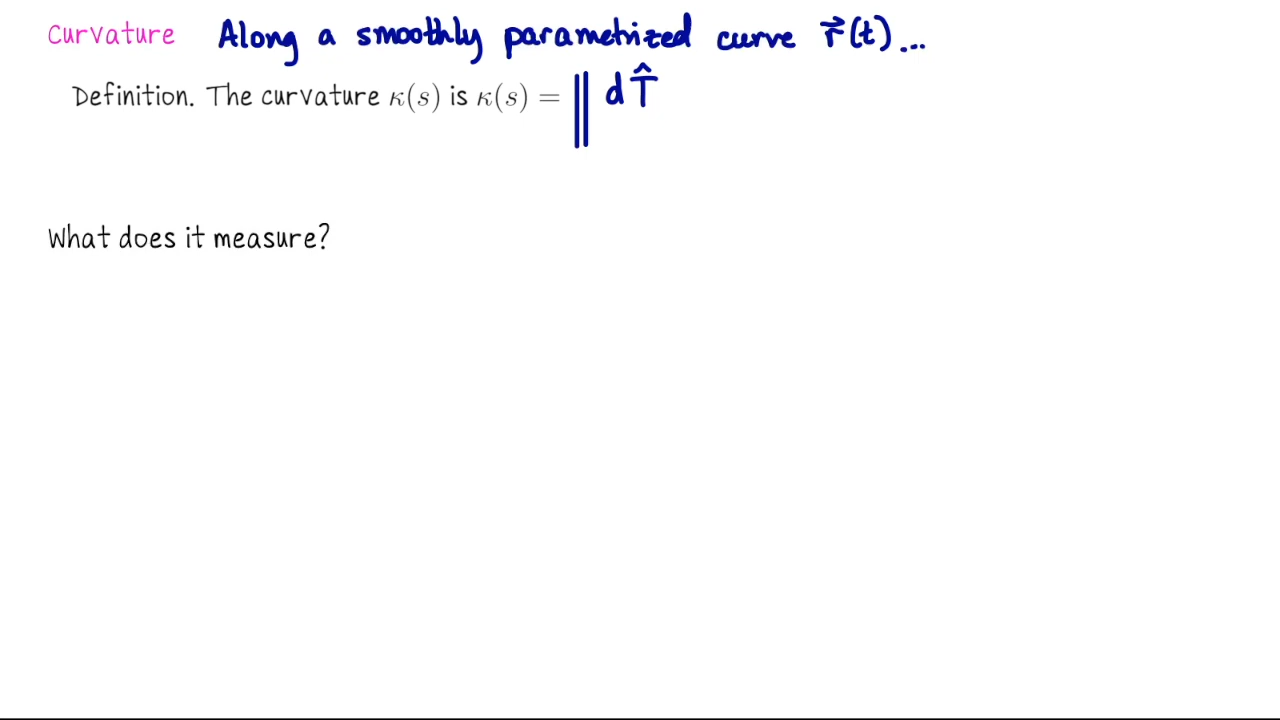 Curvature Along a smoothly parametrized curve r⃗(t)...
Definition. The curvature κ(s) is κ(s) = ‖ dT̂
What does it measure?